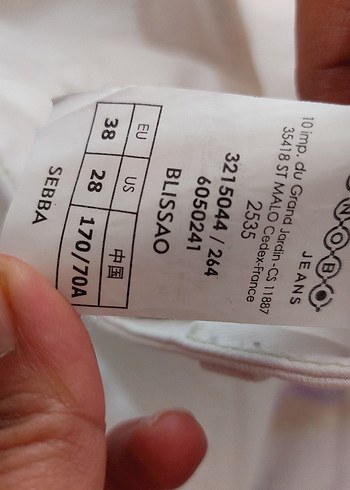 ONOBO
JEANS
10 imp. du Grand Jardin -CS 11887
35418 ST MALO Cedex-France
2535
3215044 / 264
6050241
BLISSAO
EU US 中国
38 28 170/70A
SEBBA